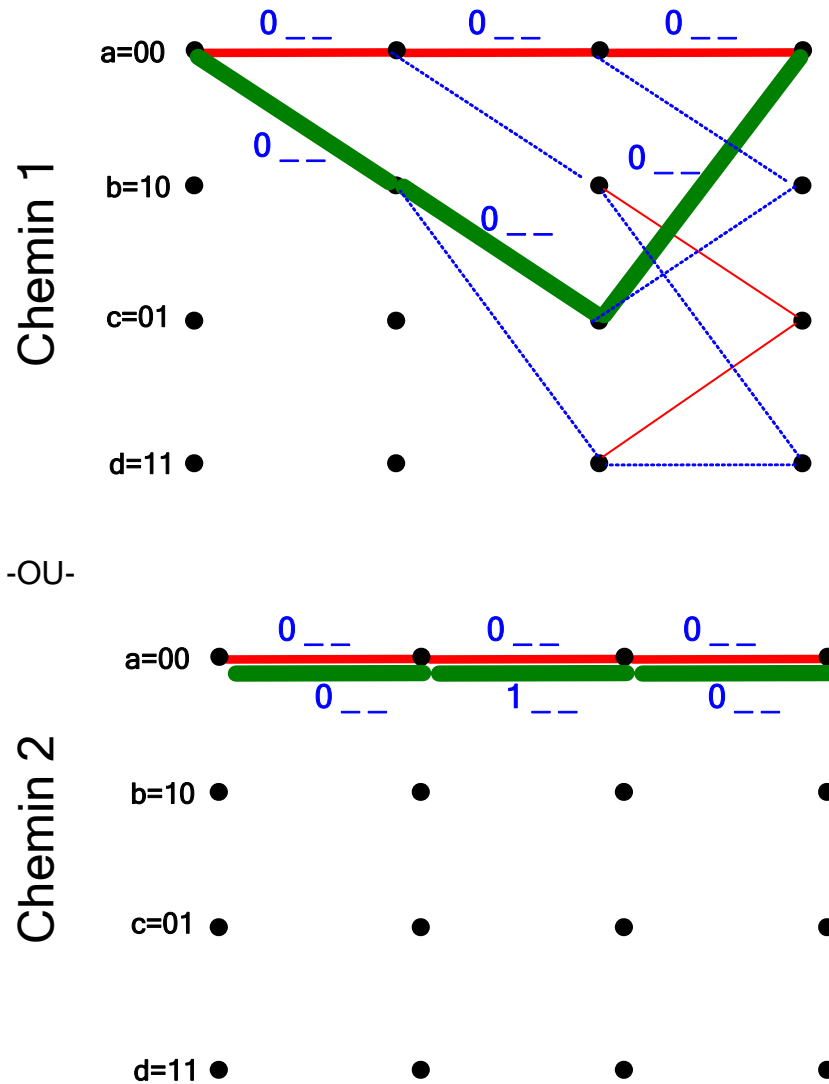 0 _ _ 0 _ _ 0 _ _
a=00
0 _ _ 0 _ _
b=10
0 _ _
c=01
d=11
Chemin 1
-OU-
0 _ _ 0 _ _ 0 _ _
a=00
0 _ _ 1 _ _ 0 _ _
b=10
c=01
d=11
Chemin 2